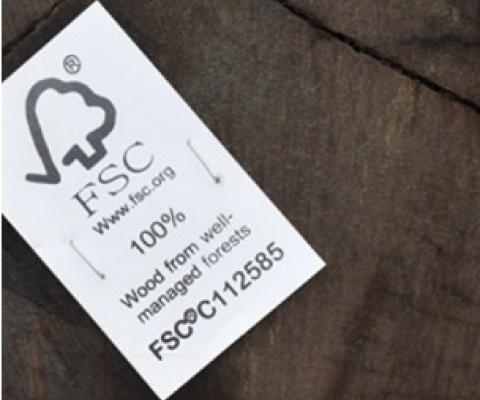 ®
FSC
www.fsc.org
100%
Wood from well-
managed forests
FSC® C112585